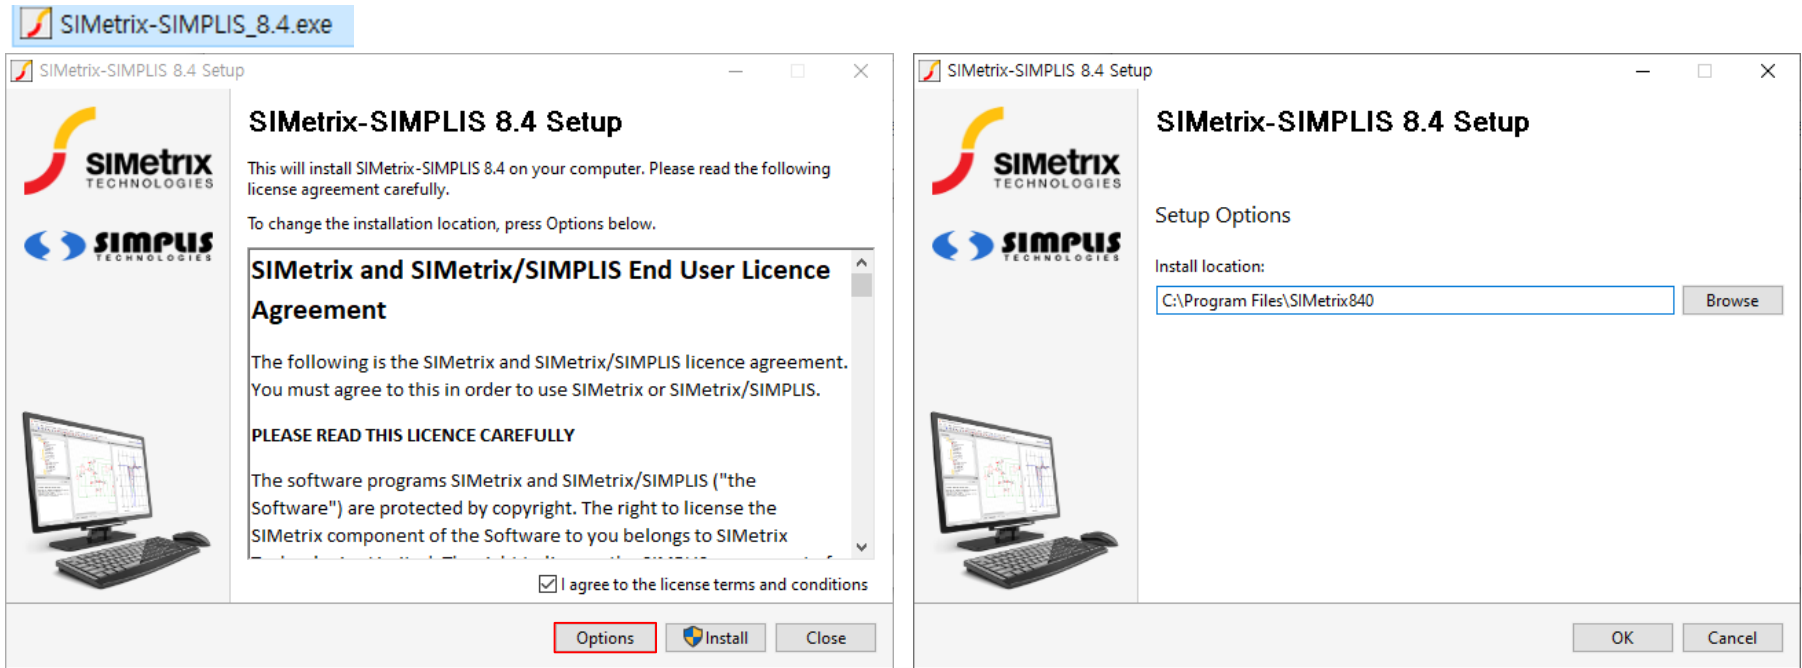 SIMetrix-SIMPLIS_8.4.exe
SIMetrix-SIMPLIS 8.4 Setup
SIMetrix
TECHNOLOGIES
SIMPLIS
TECHNOLOGIES
SIMetrix-SIMPLIS 8.4 Setup
This will install SIMetrix-SIMPLIS 8.4 on your computer. Please read the following
license agreement carefully.
To change the installation location, press Options below.
SIMetrix and SIMetrix/SIMPLIS End User Licence
Agreement
The following is the SIMetrix and SIMetrix/SIMPLIS licence agreement.
You must agree to this in order to use SIMetrix or SIMetrix/SIMPLIS.
PLEASE READ THIS LICENCE CAREFULLY
The software programs SIMetrix and SIMetrix/SIMPLIS ("the
Software") are protected by copyright. The right to license the
SIMetrix component of the Software to you belongs to SIMetrix
I agree to the license terms and conditions
Options
Install
Close
SIMetrix-SIMPLIS 8.4 Setup
SIMetrix
TECHNOLOGIES
SIMPLIS
TECHNOLOGIES
SIMetrix-SIMPLIS 8.4 Setup
Setup Options
Install location:
C:\Program Files\SIMetrix840
Browse
OK
Cancel